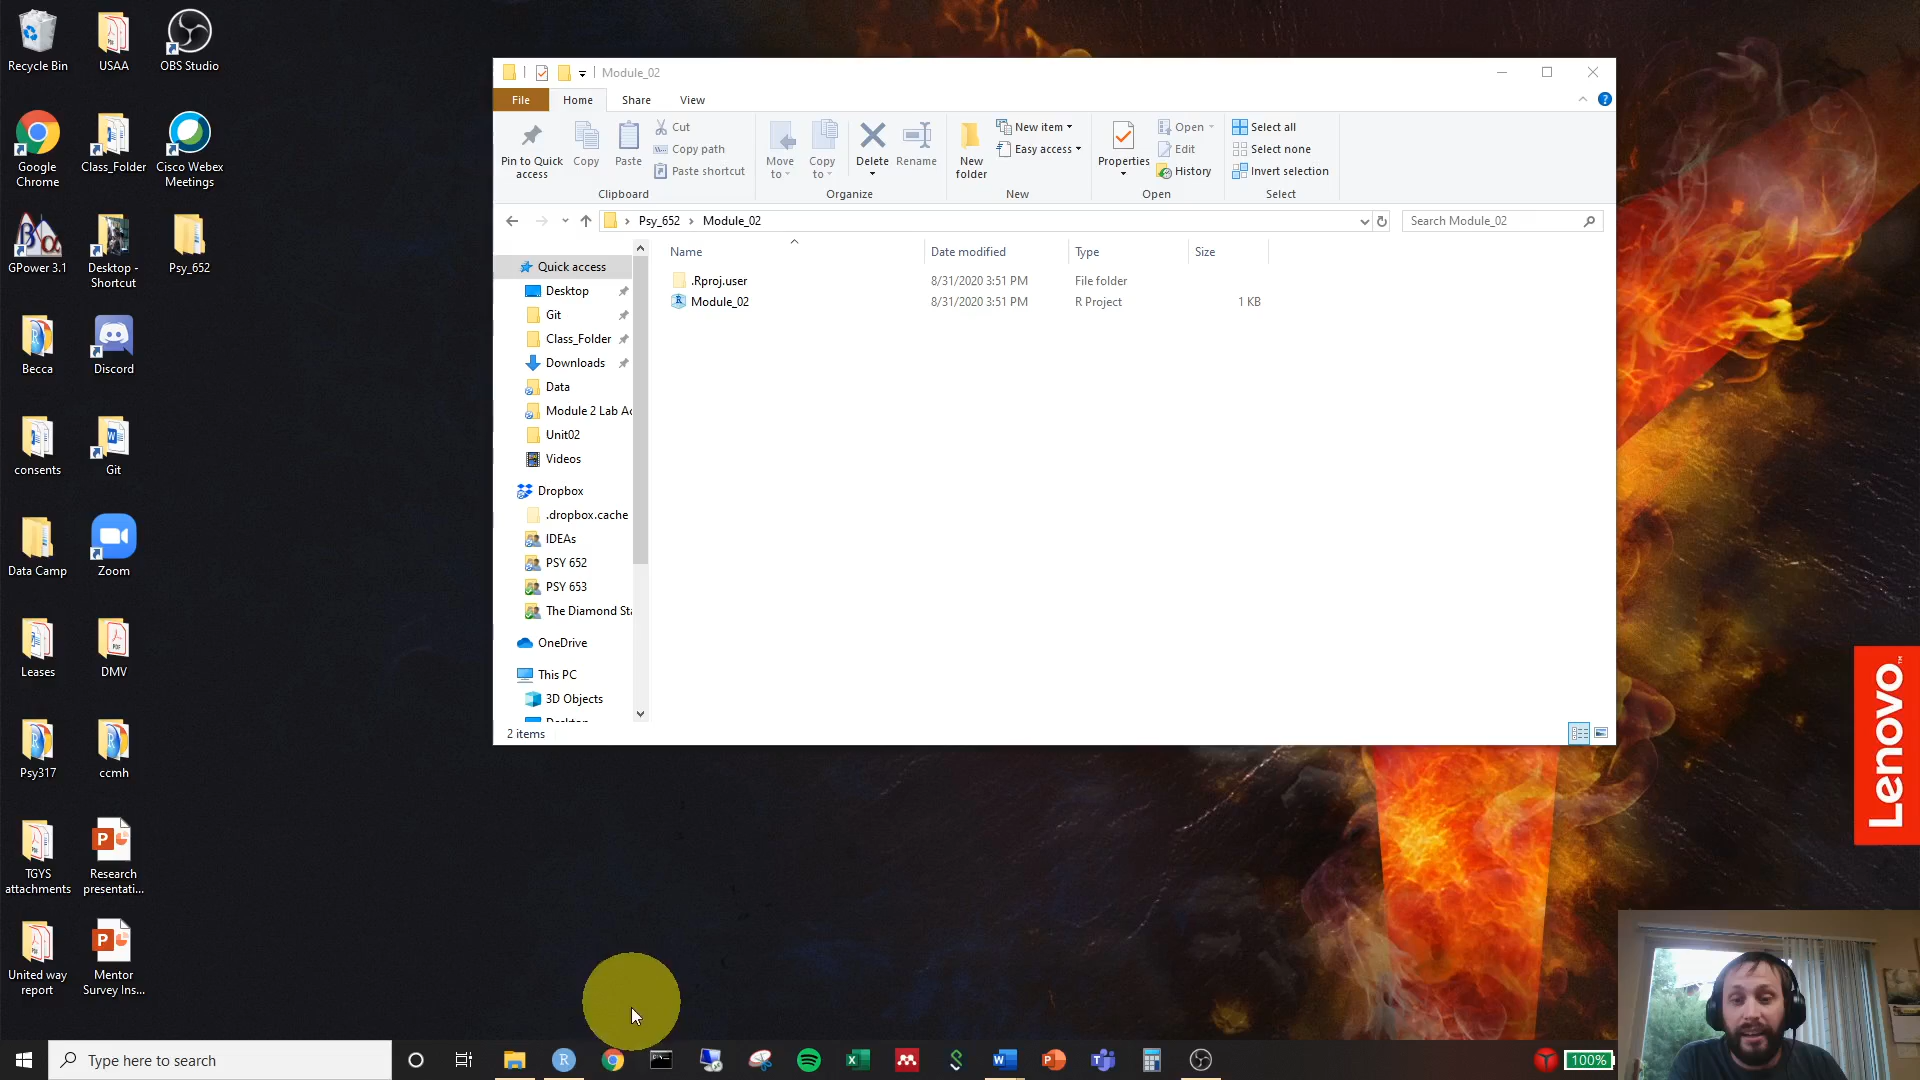 Recycle Bin
USAA
OBS Studio
Google Chrome
Class_Folder
Cisco Webex Meetings
GPower 3.1
Desktop - Shortcut
Psy_652
Becca
Discord
consents
Git
Data Camp
Zoom
Leases
DMV
Psy317
ccmh
TGYS attachments
Research presentati...
United way report
Mentor Survey Ins...
Module_02
File
Home
Share
View
Pin to Quick access
Copy
Paste
Cut
Copy path
Paste shortcut
Clipboard
Move to
Copy to
Delete
Rename
Organize
New folder
New item
Easy access
New
Properties
Open
Edit
History
Open
Select all
Select none
Invert selection
Select
Psy_652
Module_02
Search Module_02
Name
Date modified
Type
Size
.Rproj.user 8/31/2020 3:51 PM File folder
Module_02 8/31/2020 3:51 PM R Project 1 KB
Quick access
Desktop
Git
Class_Folder
Downloads
Data
Module 2 Lab Ac
Unit02
Videos
Dropbox
.dropbox.cache
IDEAs
PSY 652
PSY 653
The Diamond Sta
OneDrive
This PC
3D Objects
Desktop
2 items
Lenovo
Type here to search
100%